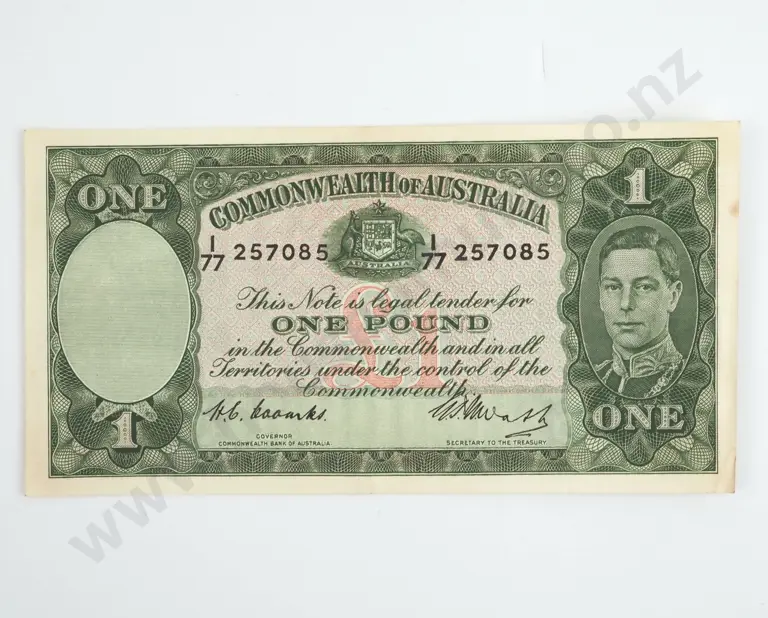 ONE
COMMONWEALTH OF AUSTRALIA
1
I/77 257085
I/77 257085
AUSTRALIA
This Note is legal tender for
ONE POUND
in the Commonwealth and in all
Territories under the control of the
Commonwealth.
£1
GOVERNOR
COMMONWEALTH BANK OF AUSTRALIA.
SECRETARY TO THE TREASURY
1
ONE
www.
o.nz